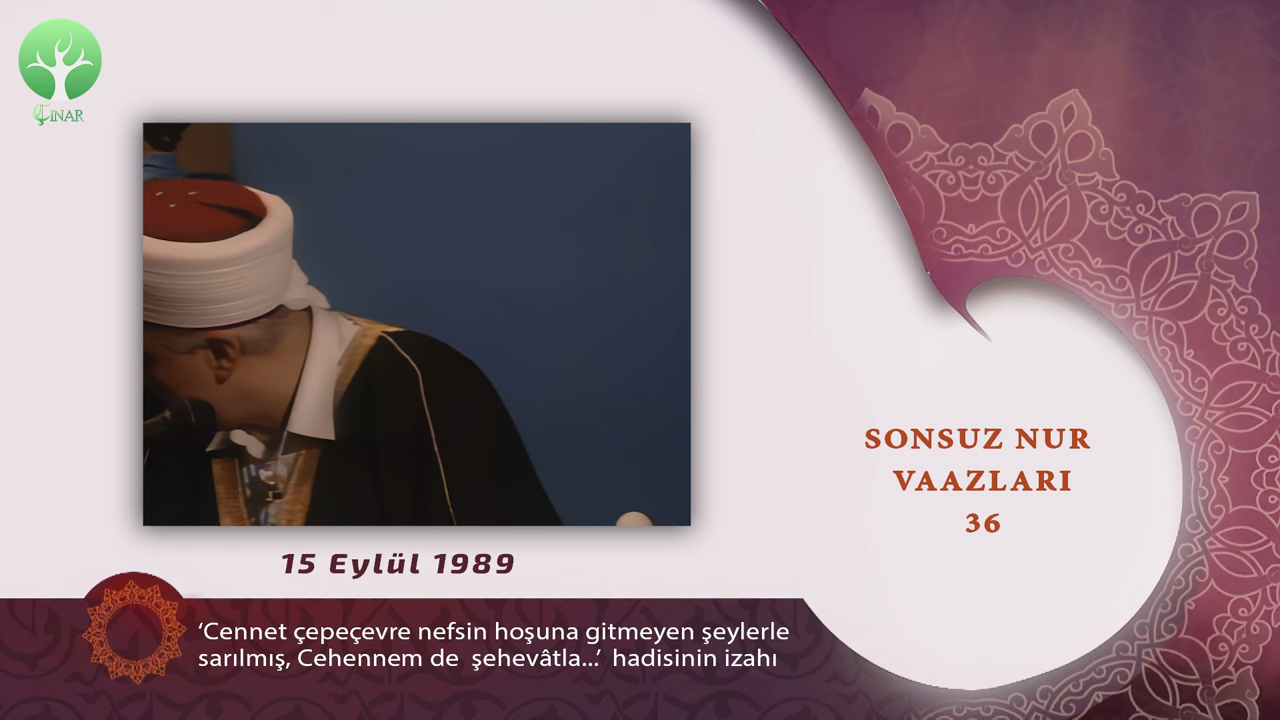 ÇINAR
SONSUZ NUR
VAAZLARI
36
15 Eylül 1989
‘Cennet çepeçevre nefsin hoşuna gitmeyen şeylerle
sarılmış, Cehennem de şehevâtla...’ hadisinin izahı